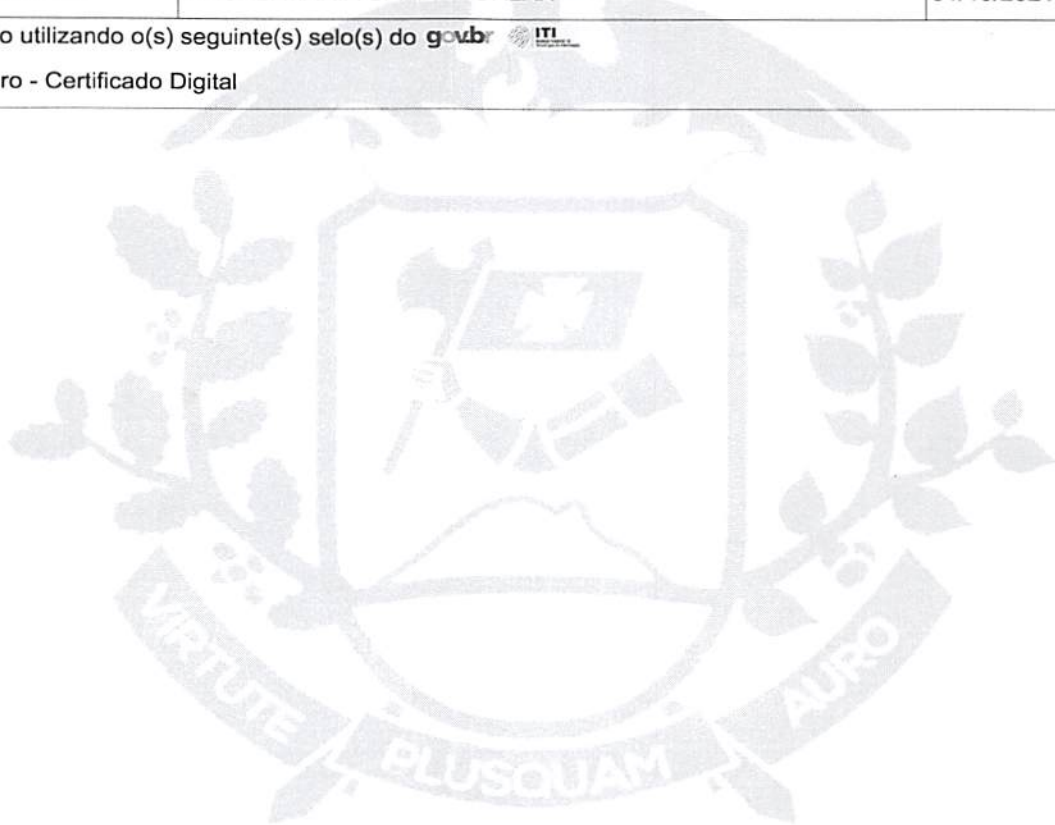 o utilizando o(s) seguinte(s) selo(s) do gov.br ITI
ro - Certificado Digital
VIRTUTE PLUSQUAM AURO